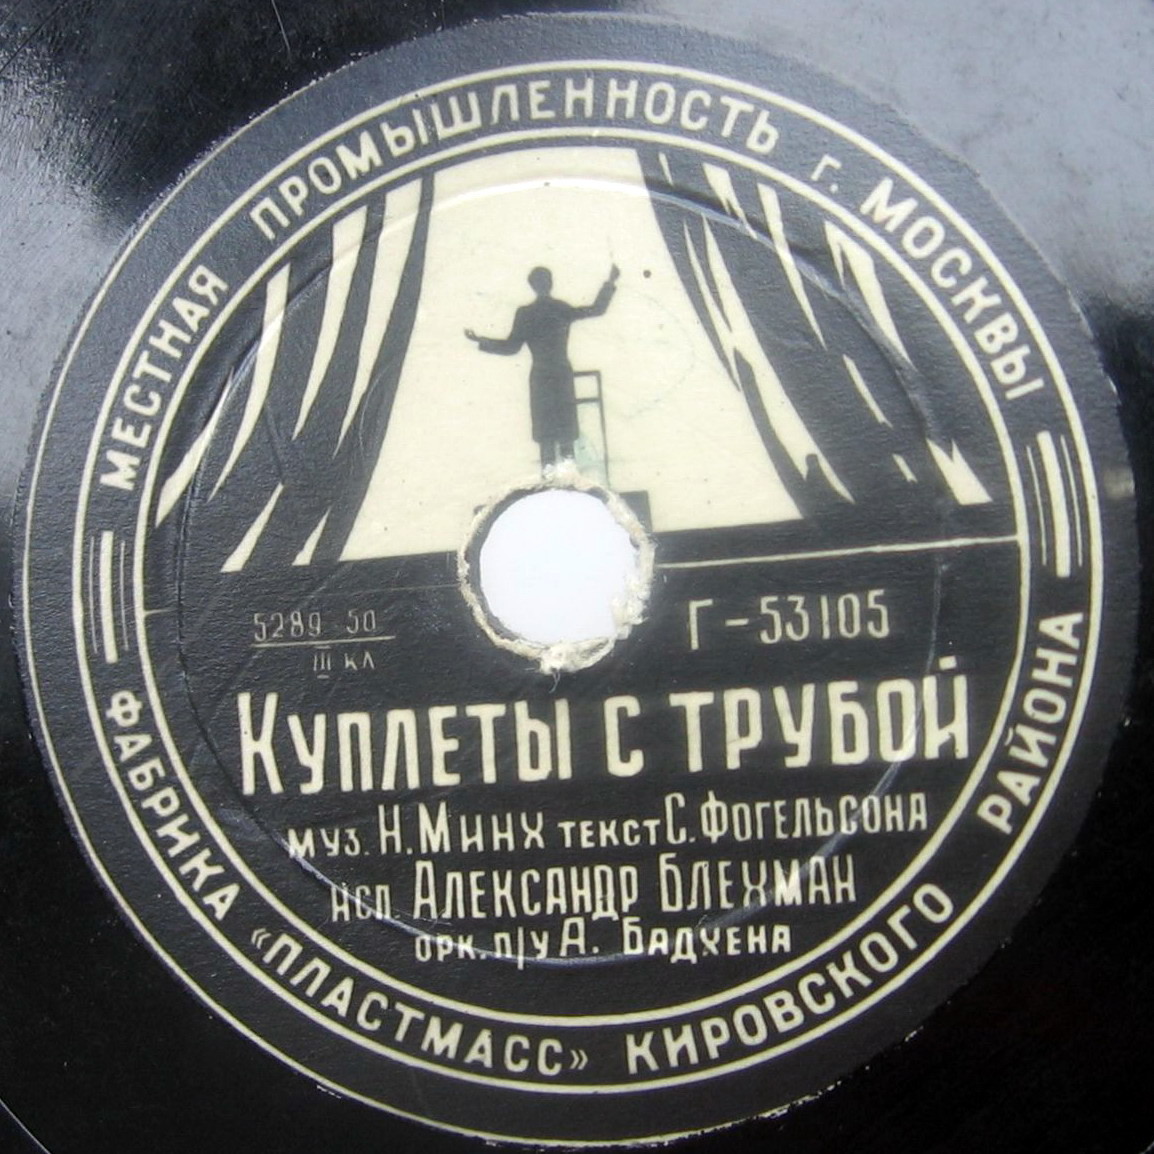 МЕСТНАЯ ПРОМЫШЛЕННОСТЬ г. МОСКВЫ
5289 50
III КЛ
Г-53105
КУПЛЕТЫ С ТРУБОЙ
МУЗ. Н. МИНХ ТЕКСТ С. ФОГЕЛЬСОНА
ИСП. АЛЕКСАНДР БЛЕХМАН
ОРК. П/У А. БАДХЕНА
ФАБРИКА «ПЛАСТМАСС» КИРОВСКОГО РАЙОНА